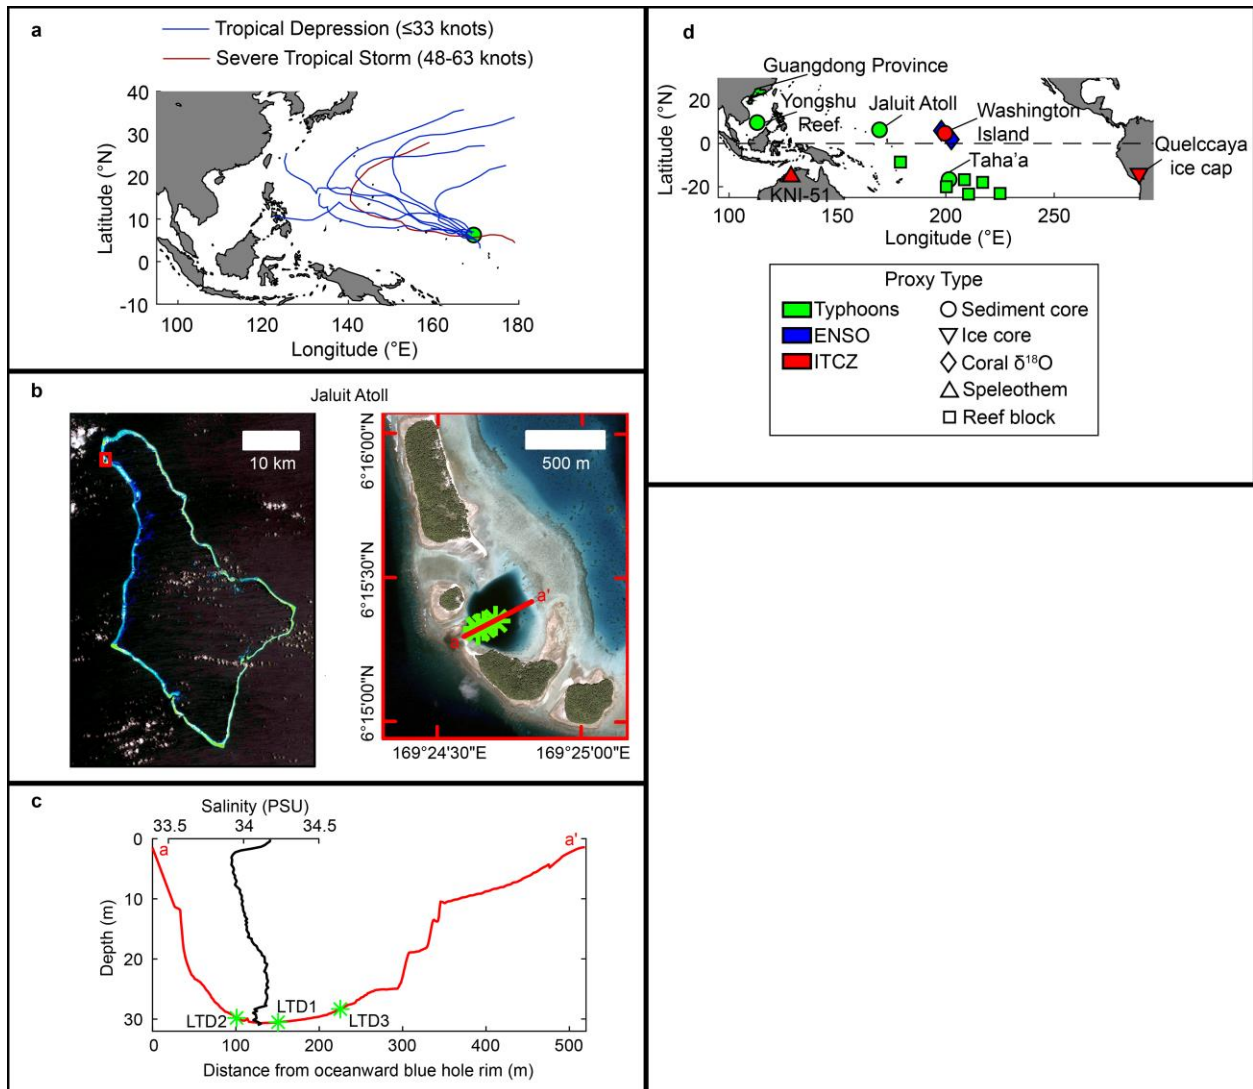 a
Tropical Depression (≤33 knots)
Severe Tropical Storm (48-63 knots)
40
30
20
10
0
-10
Latitude (°N)
100
120
140
160
180
Longitude (°E)
b
Jaluit Atoll
10 km
500 m
6°16'00"N
6°15'30"N
6°15'00"N
a
a'
169°24'30"E
169°25'00"E
c
Salinity (PSU)
33.5
34
34.5
0
10
20
30
Depth (m)
a
a'
LTD2
LTD1
LTD3
0
100
200
300
400
500
Distance from oceanward blue hole rim (m)
d
Guangdong Province
Yongshu
Reef
Jaluit Atoll
Washington
Island
Quelccaya
ice cap
Taha'a
KNI-51
20
0
-20
Latitude (°N)
100
150
200
250
Longitude (°E)
Proxy Type
Typhoons
ENSO
ITCZ
Sediment core
Ice core
Coral δ¹⁸O
Speleothem
Reef block